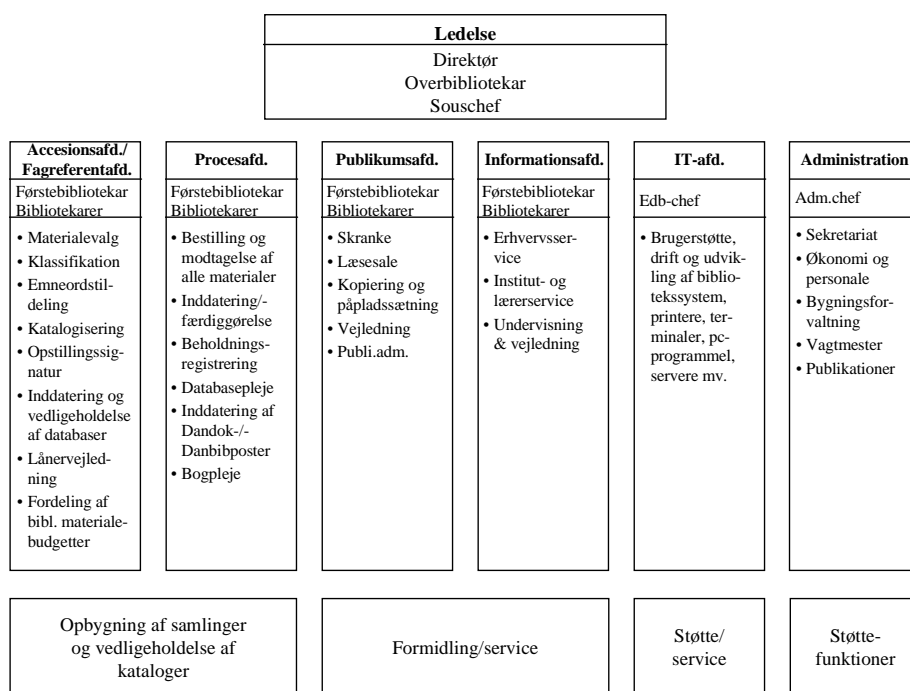 Ledelse
Direktør
Overbibliotekar
Souschef
Accesionsafd./
Fagreferentafd.
Førstebibliotekar
Bibliotekarer
• Materialevalg
• Klassifikation
• Emneordstil-
deling
• Katalogisering
• Opstillingssig-
natur
• Inddatering og
vedligeholdelse
af databaser
• Lånervejled-
ning
• Fordeling af
bibl. materiale-
budgetter
Procesafd.
Førstebibliotekar
Bibliotekarer
• Bestilling og
modtagelse af
alle materialer
• Inddatering/-
færdiggørelse
• Beholdnings-
registrering
• Databasepleje
• Inddatering af
Dandok-/-
Danbibposter
• Bogpleje
Publikumsafd.
Førstebibliotekar
Bibliotekarer
• Skranke
• Læsesale
• Kopiering og
påpladssætning
• Vejledning
• Publi.adm.
Informationsafd.
Førstebibliotekar
Bibliotekarer
• Erhvervsser-
vice
• Institut- og
lærerservice
• Undervisning
& vejledning
IT-afd.
Edb-chef
• Brugerstøtte,
drift og udvik-
ling af biblio-
tekssystem,
printere, ter-
minaler, pc-
programmel,
servere mv.
Administration
Adm.chef
• Sekretariat
• Økonomi og
personale
• Bygningsfor-
valtning
• Vagtmester
• Publikationer
Opbygning af samlinger
og vedligeholdelse af
kataloger
Formidling/service
Støtte/
service
Støtte-
funktioner